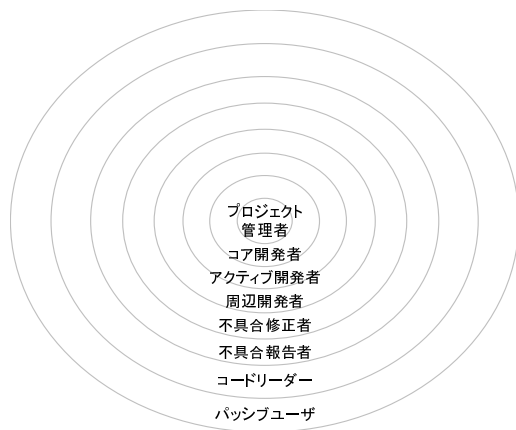 プロジェクト
管理者
コア開発者
アクティブ開発者
周辺開発者
不具合修正者
不具合報告者
コードリーダー
パッシブユーザ